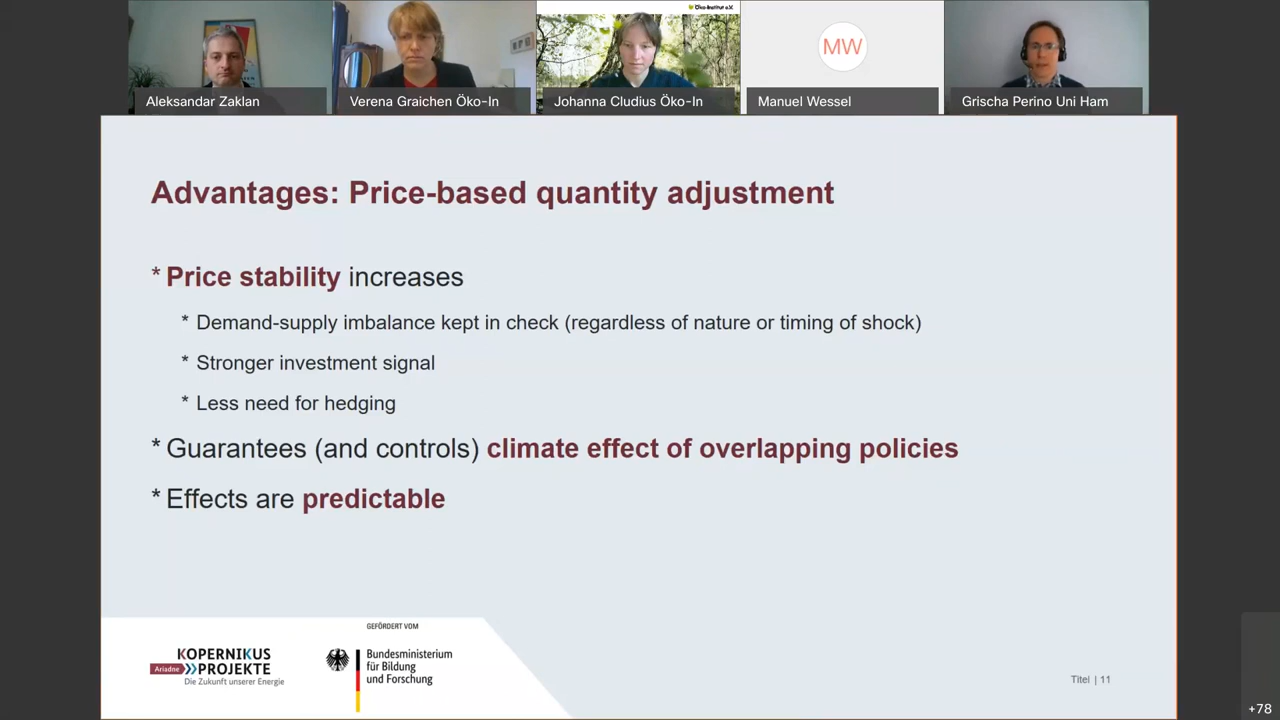 Öko-Institut e.V.
MW
Aleksandar Zaklan
Verena Graichen Öko-In
Johanna Cludius Öko-In
Manuel Wessel
Grischa Perino Uni Ham
Advantages: Price-based quantity adjustment
* Price stability increases
* Demand-supply imbalance kept in check (regardless of nature or timing of shock)
* Stronger investment signal
* Less need for hedging
* Guarantees (and controls) climate effect of overlapping policies
* Effects are predictable
GEFÖRDERT VOM
KOPERNIKUS
Ariadne PROJEKTE
Die Zukunft unserer Energie
Bundesministerium
für Bildung
und Forschung
Titel | 11
+78